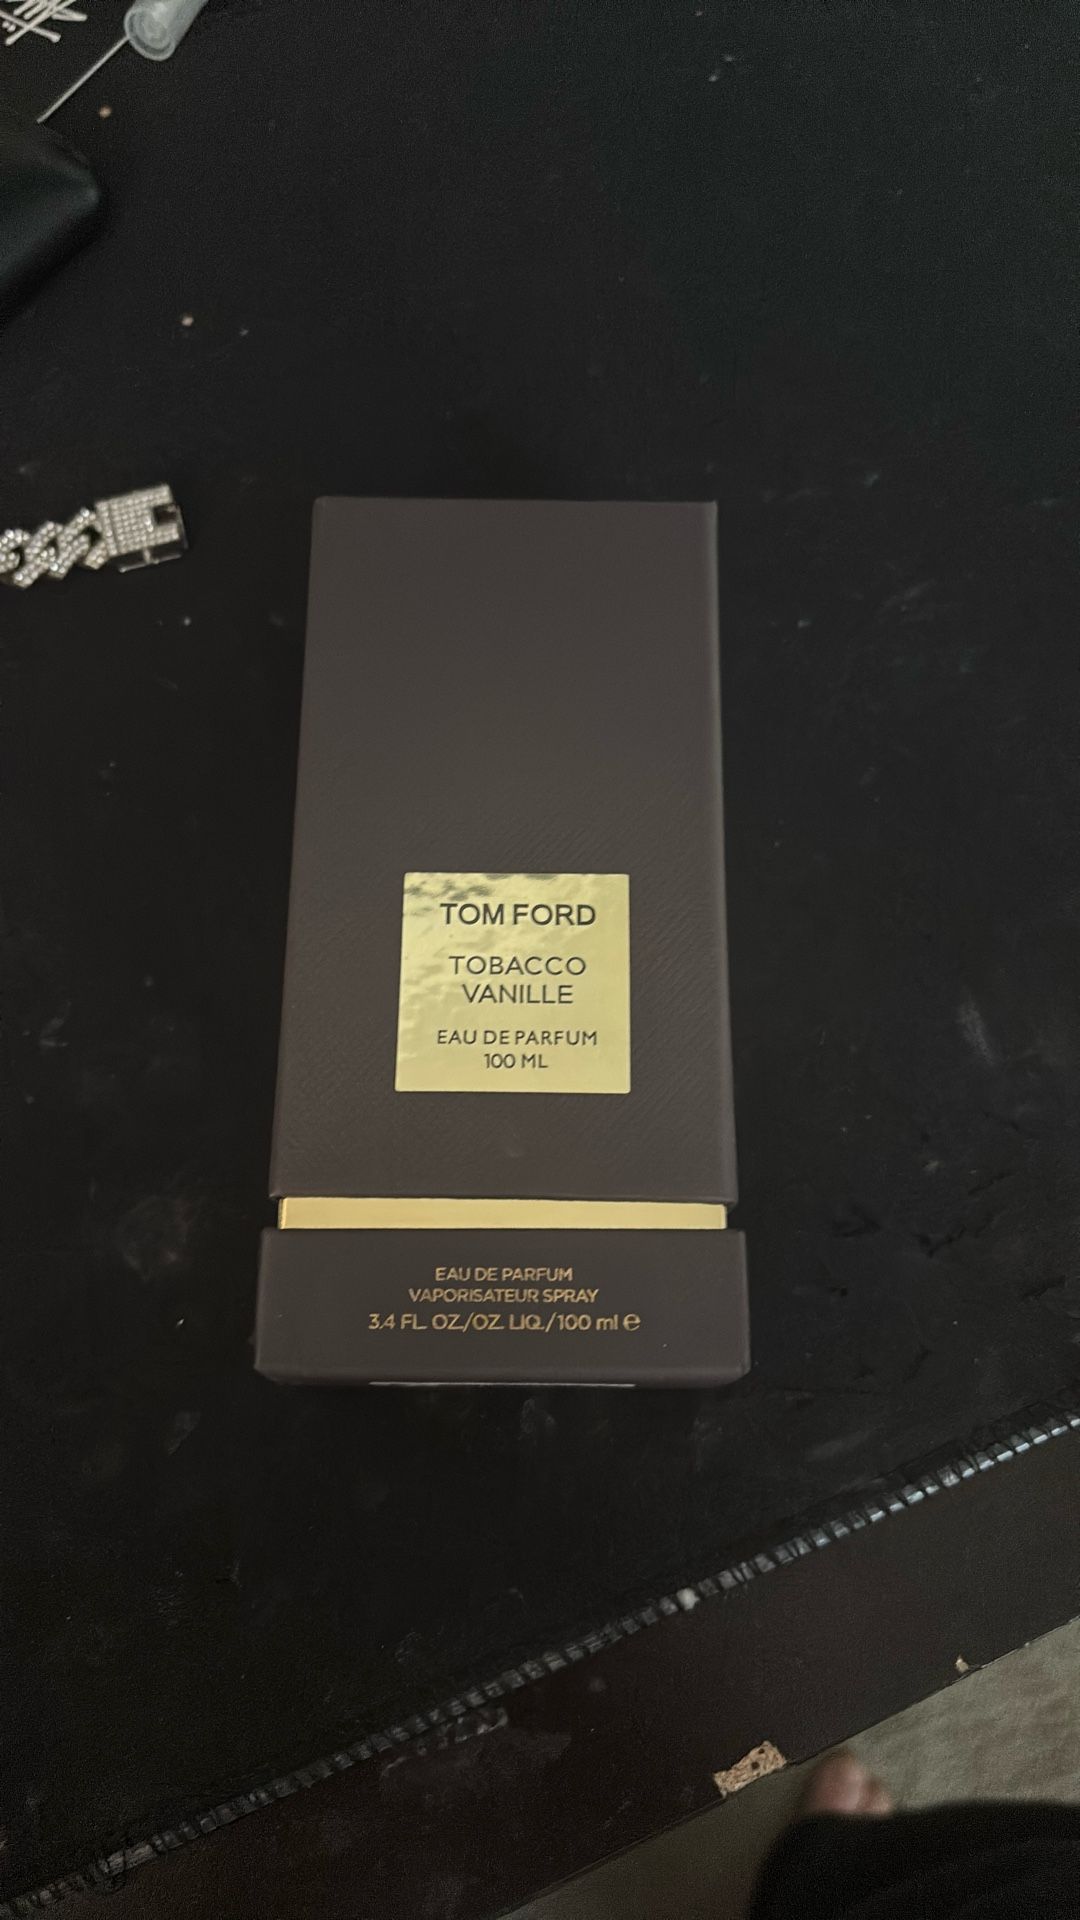 TOM FORD
TOBACCO
VANILLE
EAU DE PARFUM
100 ML
EAU DE PARFUM
VAPORISATEUR SPRAY
3.4 FL. OZ./OZ. LIQ./100 ml ℮